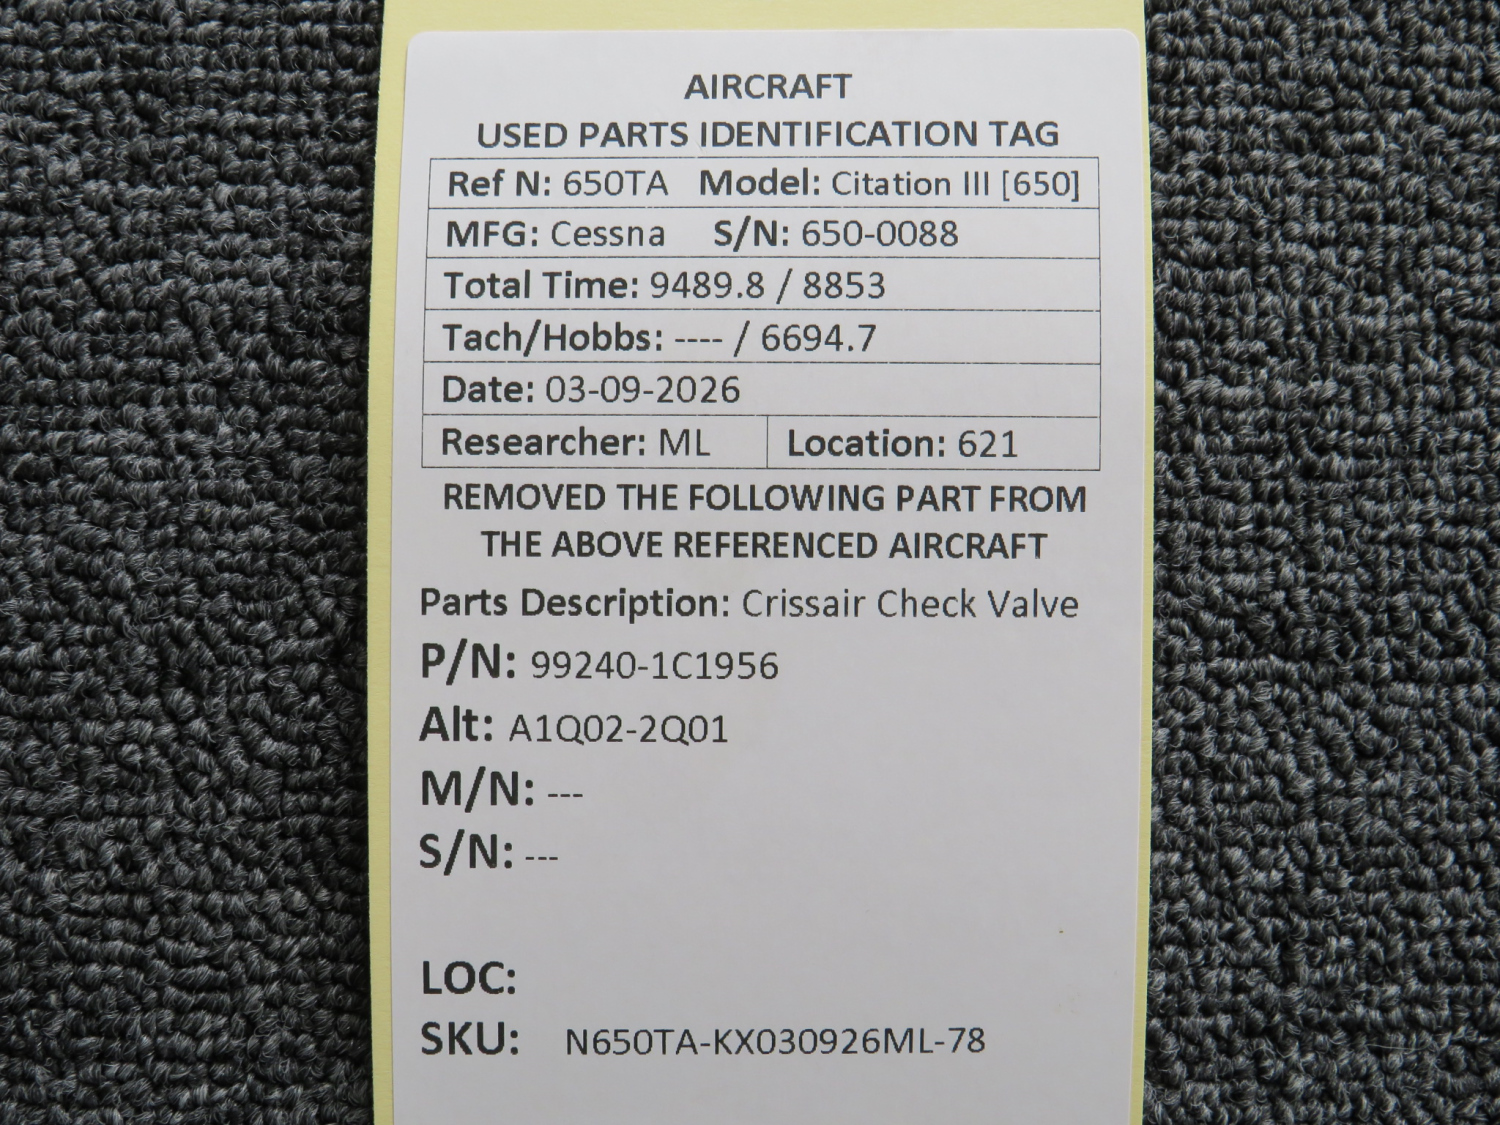 AIRCRAFT
USED PARTS IDENTIFICATION TAG
Ref N: 650TA Model: Citation III [650]
MFG: Cessna S/N: 650-0088
Total Time: 9489.8 / 8853
Tach/Hobbs: ---- / 6694.7
Date: 03-09-2026
Researcher: ML Location: 621
REMOVED THE FOLLOWING PART FROM
THE ABOVE REFERENCED AIRCRAFT
Parts Description: Crissair Check Valve
P/N: 99240-1C1956
Alt: A1Q02-2Q01
M/N: ---
S/N: ---
LOC:
SKU: N650TA-KX030926ML-78